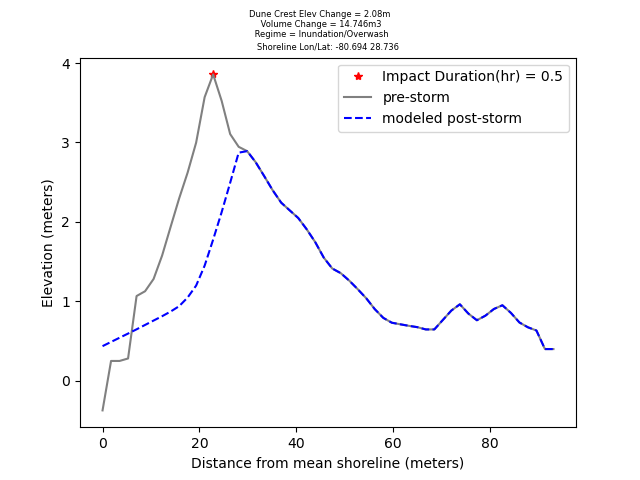 Dune Crest Elev Change = 2.08m
Volume Change = 14.746m3
Regime = Inundation/Overwash
Shoreline Lon/Lat: -80.694 28.736
Impact Duration(hr) = 0.5
pre-storm
modeled post-storm
4
3
2
1
0
Elevation (meters)
0 20 40 60 80
Distance from mean shoreline (meters)